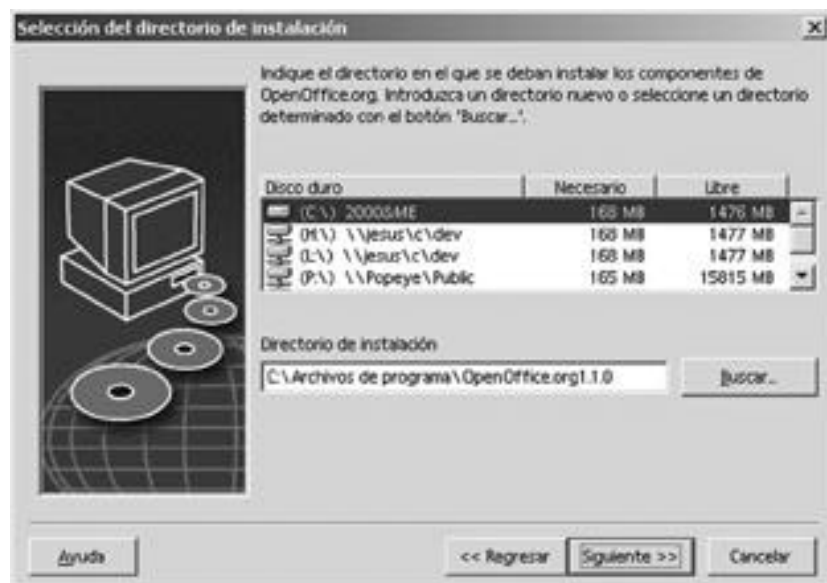 Selección del directorio de instalación
Indique el directorio en el que se deban instalar los componentes de
OpenOffice.org. Introduzca un directorio nuevo o seleccione un directorio
determinado con el botón 'Buscar...'.
Disco duro Necesario Libre
(C:\) 2000&ME 168 MB 1476 MB
(H:\) \\jesus\c\dev 168 MB 1477 MB
(L:\) \\jesus\c\dev 168 MB 1477 MB
(P:\) \\Popeye\Public 165 MB 15815 MB
Directorio de instalación
C:\Archivos de programa\OpenOffice.org1.1.0
Buscar...
Ayuda
<< Regresar
Siguiente >>
Cancelar